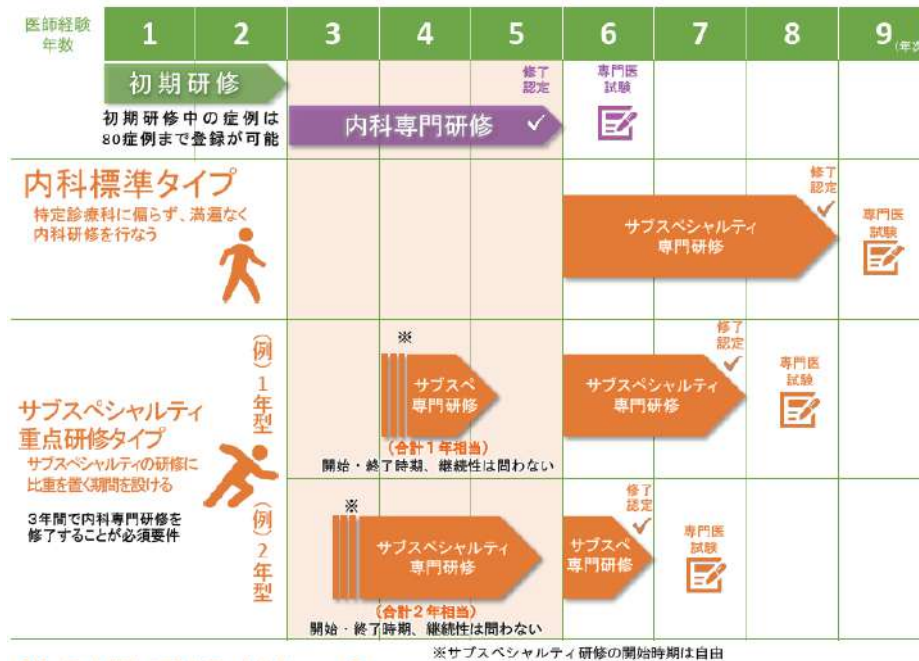 医師経験
年数
1 2 3 4 5 6 7 8 9(年次)
初期研修
初期研修中の症例は
80症例まで登録が可能
内科専門研修
修了
認定
専門医
試験
内科標準タイプ
特定診療科に偏らず、満遍なく
内科研修を行なう
サブスペシャルティ
専門研修
修了
認定
専門医
試験
サブスペシャルティ
重点研修タイプ
サブスペシャルティの研修に
比重を置く期間を設ける
3年間で内科専門研修を
修了することが必須要件
(例)1年型
※
サブスペ
専門研修
(合計1年相当)
開始・終了時期、継続性は問わない
サブスペシャルティ
専門研修
修了
認定
専門医
試験
(例)2年型
※
サブスペシャルティ
専門研修
(合計2年相当)
開始・終了時期、継続性は問わない
サブスペ
専門研修
修了
認定
専門医
試験
※サブスペシャルティ研修の開始時期は自由